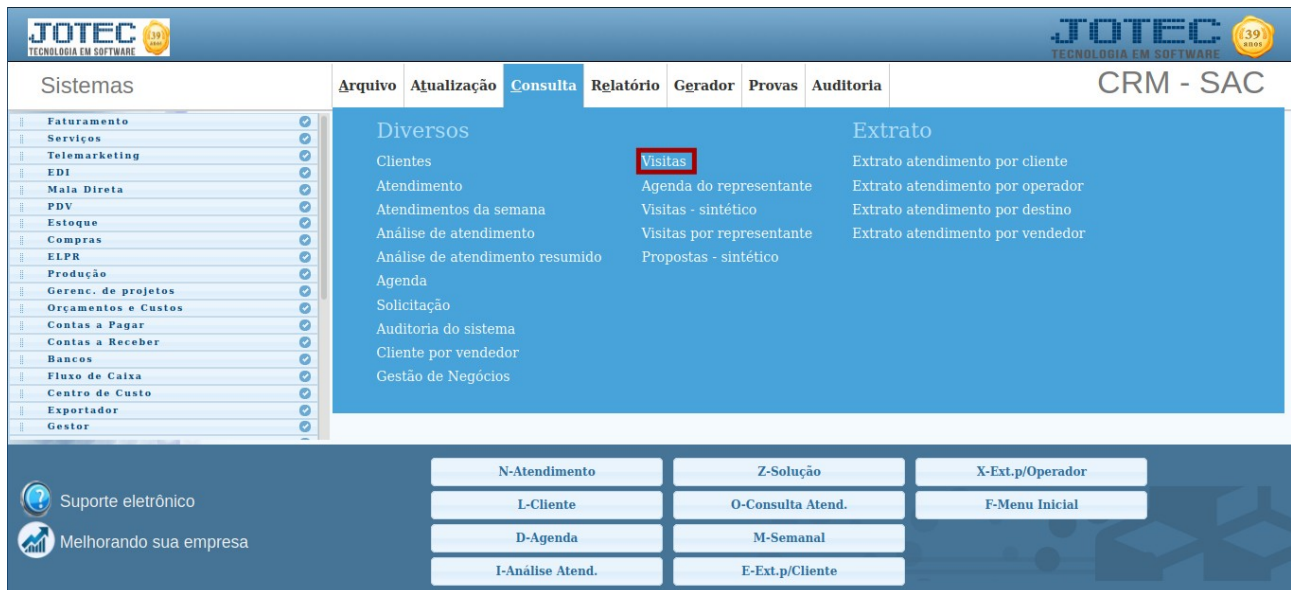 JOTEC
39 anos
TECNOLOGIA EM SOFTWARE
JOTEC
39 anos
TECNOLOGIA EM SOFTWARE
Sistemas
Arquivo Atualização Consulta Relatório Gerador Provas Auditoria
CRM - SAC
Faturamento
Serviços
Telemarketing
EDI
Mala Direta
PDV
Estoque
Compras
ELPR
Produção
Gerenc. de projetos
Orçamentos e Custos
Contas a Pagar
Contas a Receber
Bancos
Fluxo de Caixa
Centro de Custo
Exportador
Gestor
Diversos
Clientes
Atendimento
Atendimentos da semana
Análise de atendimento
Análise de atendimento resumido
Agenda
Solicitação
Auditoria do sistema
Cliente por vendedor
Gestão de Negócios
Visitas
Agenda do representante
Visitas - sintético
Visitas por representante
Propostas - sintético
Extrato
Extrato atendimento por cliente
Extrato atendimento por operador
Extrato atendimento por destino
Extrato atendimento por vendedor
Suporte eletrônico
Melhorando sua empresa
N-Atendimento
Z-Solução
X-Ext.p/Operador
L-Cliente
O-Consulta Atend.
F-Menu Inicial
D-Agenda
M-Semanal
I-Análise Atend.
E-Ext.p/Cliente